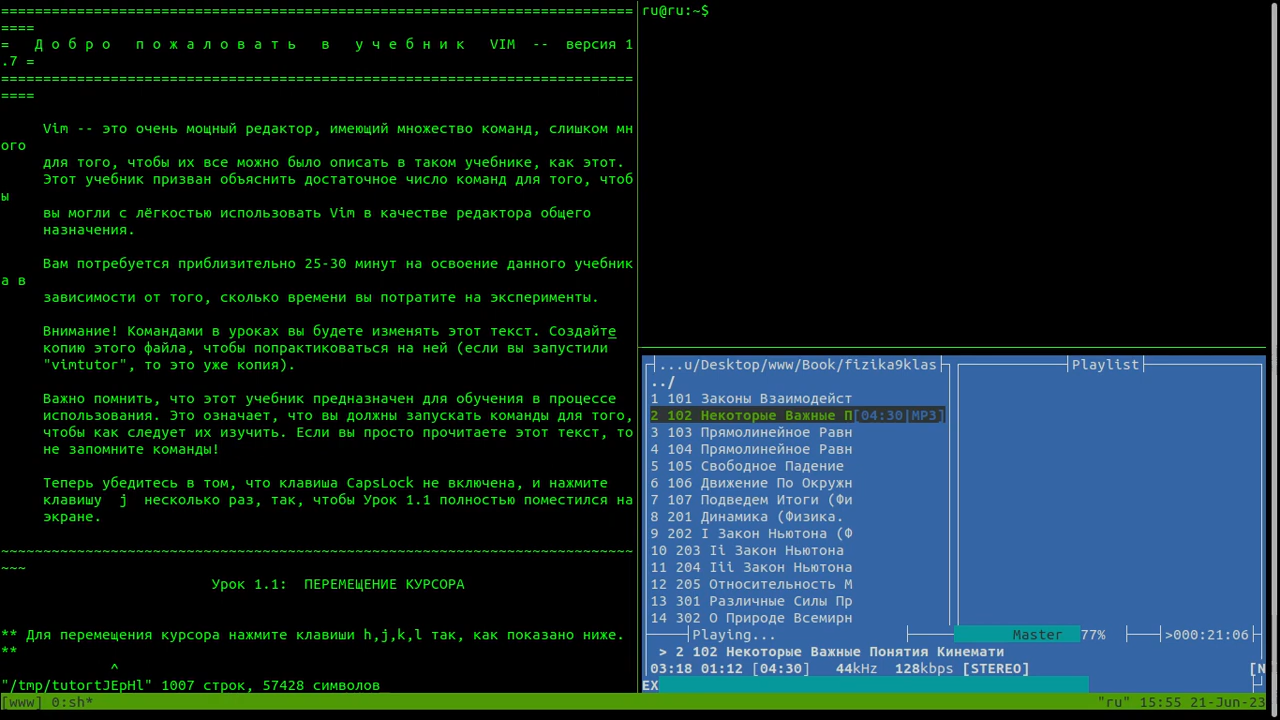 ===========================================================================
====
=   Д о б р о   п о ж а л о в а т ь   в   у ч е б н и к   VIM  --  версия 1
.7 =
===========================================================================
====
Vim -- это очень мощный редактор, имеющий множество команд, слишком мн
ого
для того, чтобы их все можно было описать в таком учебнике, как этот.
Этот учебник призван объяснить достаточное число команд для того, чтоб
ы
вы могли с лёгкостью использовать Vim в качестве редактора общего
назначения.
Вам потребуется приблизительно 25-30 минут на освоение данного учебник
а в
зависимости от того, сколько времени вы потратите на эксперименты.
Внимание! Командами в уроках вы будете изменять этот текст. Создайте
копию этого файла, чтобы попрактиковаться на ней (если вы запустили
"vimtutor", то это уже копия).
Важно помнить, что этот учебник предназначен для обучения в процессе
использования. Это означает, что вы должны запускать команды для того,
чтобы как следует их изучить. Если вы просто прочитаете этот текст, то
не запомните команды!
Теперь убедитесь в том, что клавиша CapsLock не включена, и нажмите
клавишу  j  несколько раз, так, чтобы Урок 1.1 полностью поместился на
экране.
~~~~~~~~~~~~~~~~~~~~~~~~~~~~~~~~~~~~~~~~~~~~~~~~~~~~~~~~~~~~~~~~~~~~~~~~~~~
~~~
Урок 1.1:  ПЕРЕМЕЩЕНИЕ КУРСОРА
** Для перемещения курсора нажмите клавиши h,j,k,l так, как показано ниже.
**
^
"/tmp/tutortJEpHl" 1007 строк, 57428 символов
ru@ru:~$
...u/Desktop/www/Book/fizika9klas
Playlist
../
1 101 Законы Взаимодейст
2 102 Некоторые Важные П[04:30|MP3]
3 103 Прямолинейное Равн
4 104 Прямолинейное Равн
5 105 Свободное Падение
6 106 Движение По Окружн
7 107 Подведем Итоги (Фи
8 201 Динамика (Физика.
9 202 I Закон Ньютона (Ф
10 203 Ii Закон Ньютона
11 204 Iii Закон Ньютона
12 205 Относительность М
13 301 Различные Силы Пр
14 302 О Природе Всемирн
Playing... Master 77% >000:21:06
> 2 102 Некоторые Важные Понятия Кинемати
03:18 01:12 [04:30]   44kHz  128kbps [STEREO] [N
EX
[www] 0:sh* "ru" 15:55 21-Jun-23